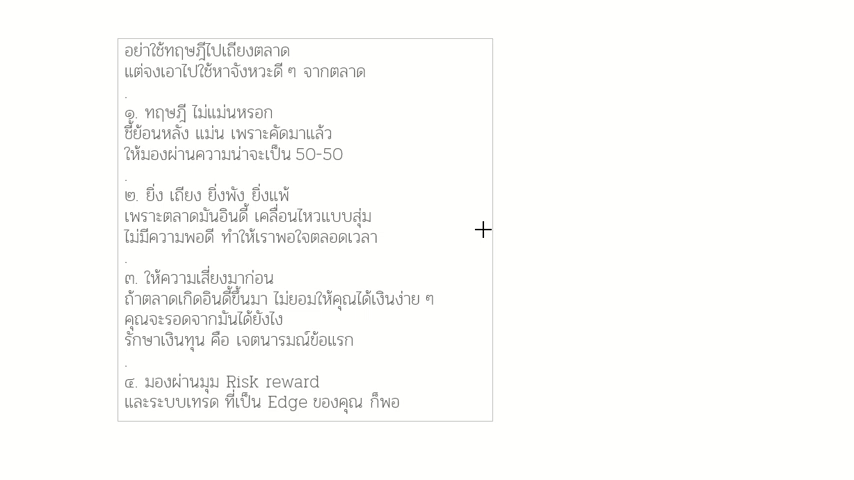 อย่าใช้ทฤษฎีไปเถียงตลาด
แต่จงเอาไปใช้หาจังหวะดี ๆ จากตลาด
.
๑. ทฤษฎี ไม่แม่นหรอก
ชี้ย้อนหลัง แม่น เพราะคัดมาแล้ว
ให้มองผ่านความน่าจะเป็น 50-50
.
๒. ยิ่ง เถียง ยิ่งพัง ยิ่งแพ้
เพราะตลาดมันอินดี้ เคลื่อนไหวแบบสุ่ม
ไม่มีความพอดี ทำให้เราพอใจตลอดเวลา
.
๓. ให้ความเสี่ยงมาก่อน
ถ้าตลาดเกิดอินดี้ขึ้นมา ไม่ยอมให้คุณได้เงินง่าย ๆ
คุณจะรอดจากมันได้ยังไง
รักษาเงินทุน คือ เจตนารมณ์ข้อแรก
.
๔. มองผ่านมุม Risk reward
และระบบเทรด ที่เป็น Edge ของคุณ ก็พอ